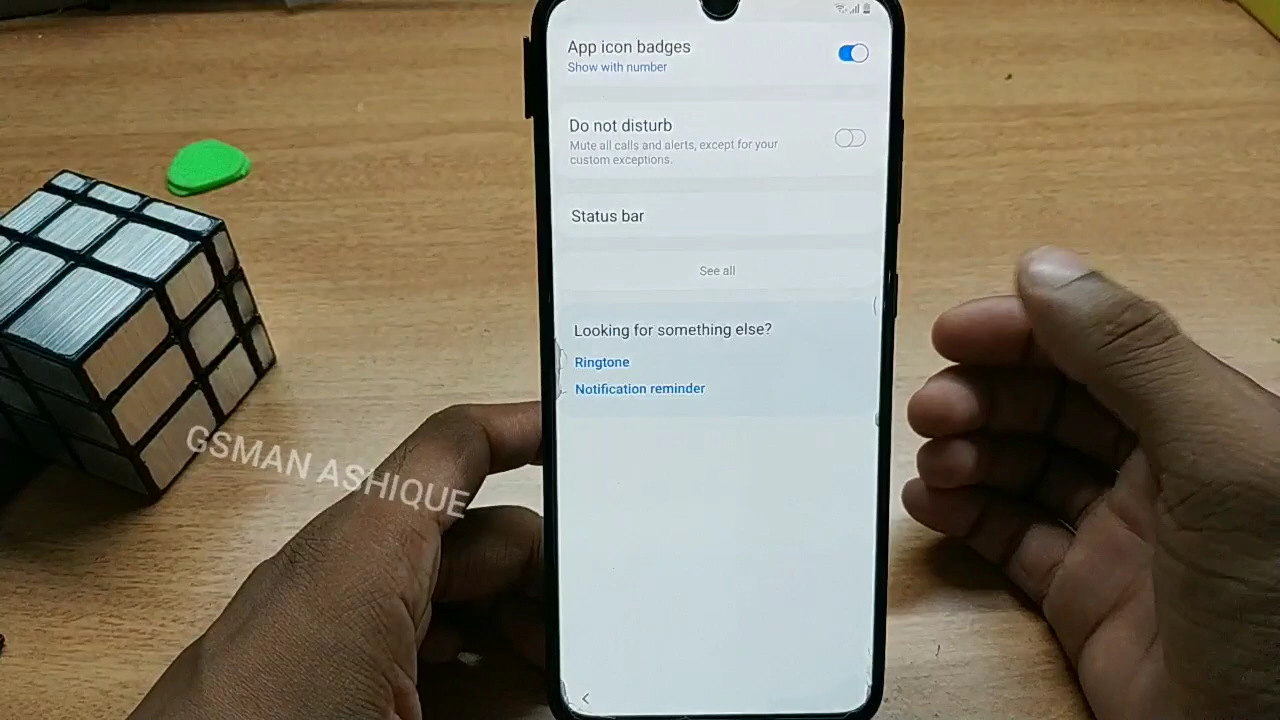 App icon badges
Show with number
Do not disturb
Mute all calls and alerts, except for your
custom exceptions.
Status bar
See all
Looking for something else?
Ringtone
Notification reminder
GSMAN ASHIQUE